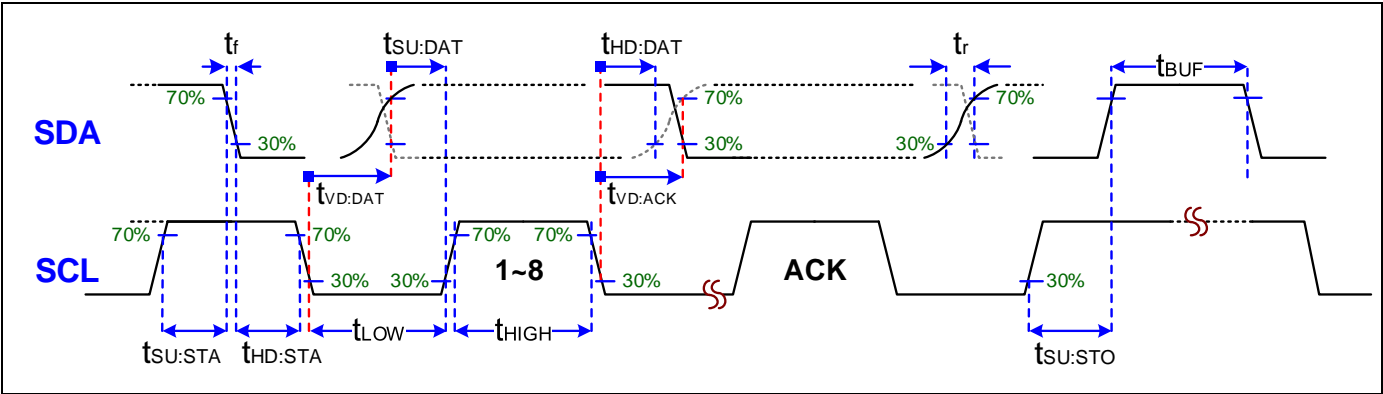 tf
tSU:DAT
tHD:DAT
tr
tBUF
70%
70%
70%
SDA
30%
30%
30%
tVD:DAT
tVD:ACK
70%
70%
70%
70%
SCL
30%
30%
1~8
30%
ACK
30%
tSU:STA
tHD:STA
tLOW
tHIGH
tSU:STO